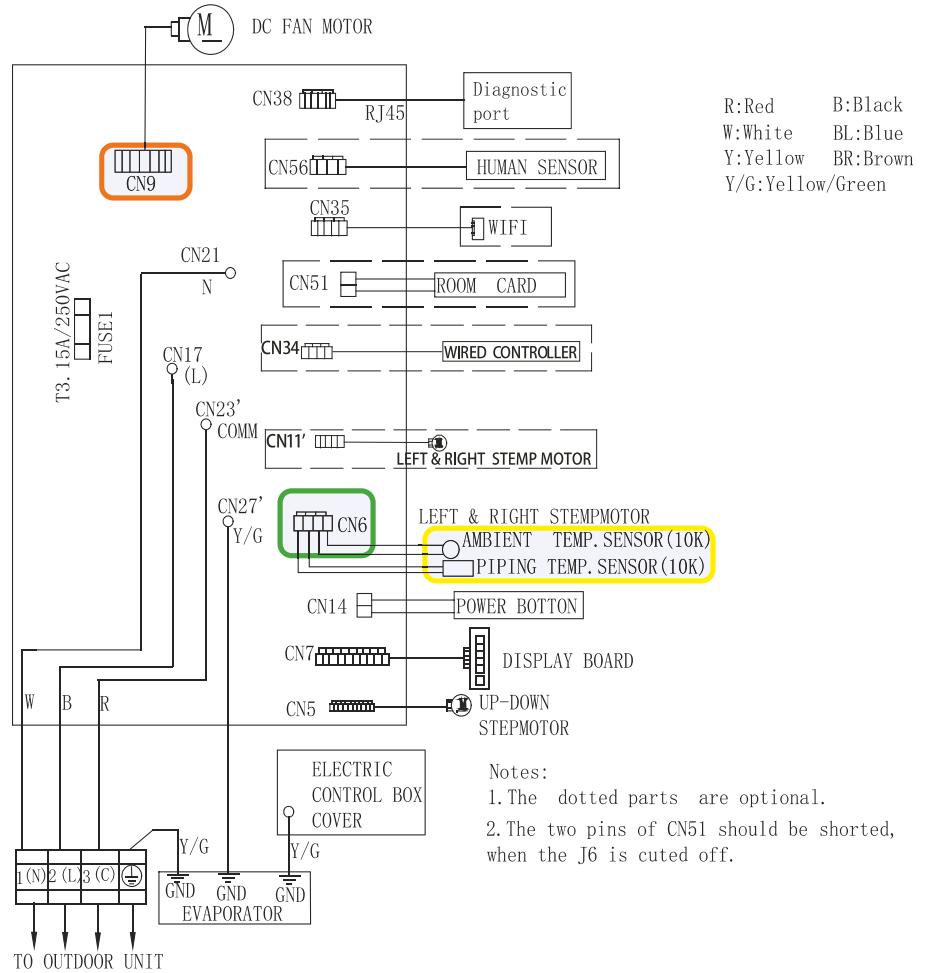 M
DC FAN MOTOR
CN38
RJ45
Diagnostic
port
R:Red
B:Black
W:White
BL:Blue
Y:Yellow
BR:Brown
Y/G:Yellow/Green
CN9
CN56
HUMAN SENSOR
CN35
WIFI
CN21
N
CN51
ROOM CARD
T3.15A/250VAC
FUSE1
CN34
WIRED CONTROLLER
CN17
(L)
CN23'
COMM
CN11'
LEFT & RIGHT STEMP MOTOR
CN27'
Y/G
CN6
LEFT & RIGHT STEMPMOTOR
AMBIENT TEMP.SENSOR(10K)
PIPING TEMP.SENSOR(10K)
CN14
POWER BOTTON
CN7
DISPLAY BOARD
W
B
R
CN5
UP-DOWN
STEPMOTOR
ELECTRIC
CONTROL BOX
COVER
Notes:
1.The dotted parts are optional.
2.The two pins of CN51 should be shorted,
when the J6 is cuted off.
Y/G
Y/G
1(N)
2(L)
3(C)
GND
GND
GND
EVAPORATOR
TO OUTDOOR UNIT